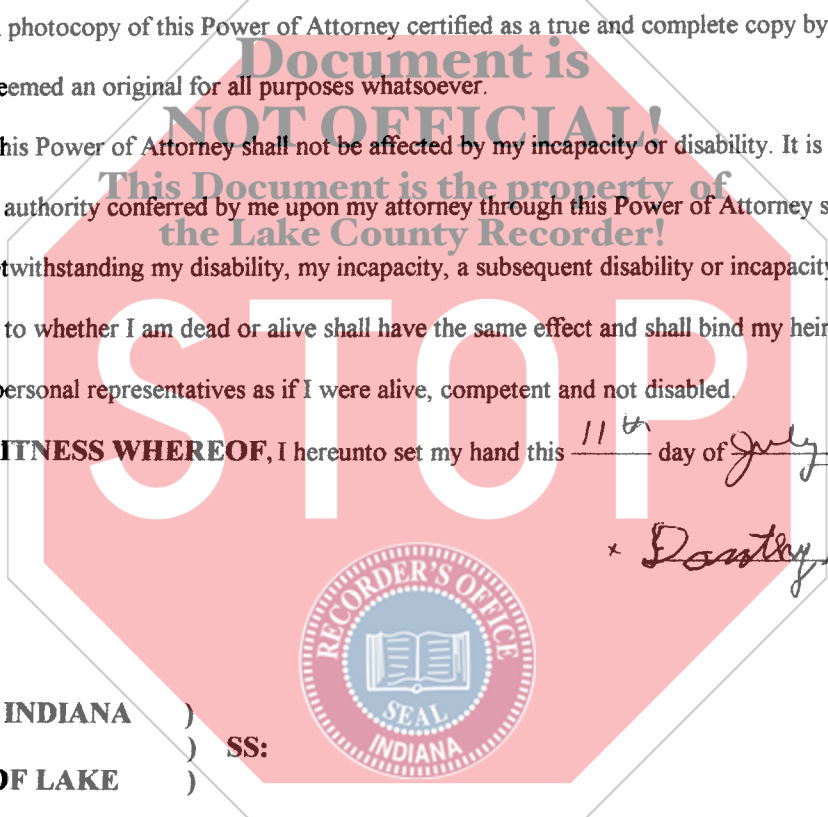 photocopy of this Power of Attorney certified as a true and complete copy by
Document is
eemed an original for all purposes whatsoever.
NOT OFFICIAL!
his Power of Attorney shall not be affected by my incapacity or disability. It is
This Document is the property of
authority conferred by me upon my attorney through this Power of Attorney s
the Lake County Recorder!
twithstanding my disability, my incapacity, a subsequent disability or incapacity
to whether I am dead or alive shall have the same effect and shall bind my heir
STOP
personal representatives as if I were alive, competent and not disabled.
ITNESS WHEREOF, I hereunto set my hand this 11th day of July
x Dorothy
RECORDER'S OFFICE
SEAL
INDIANA
INDIANA )
) SS:
OF LAKE )